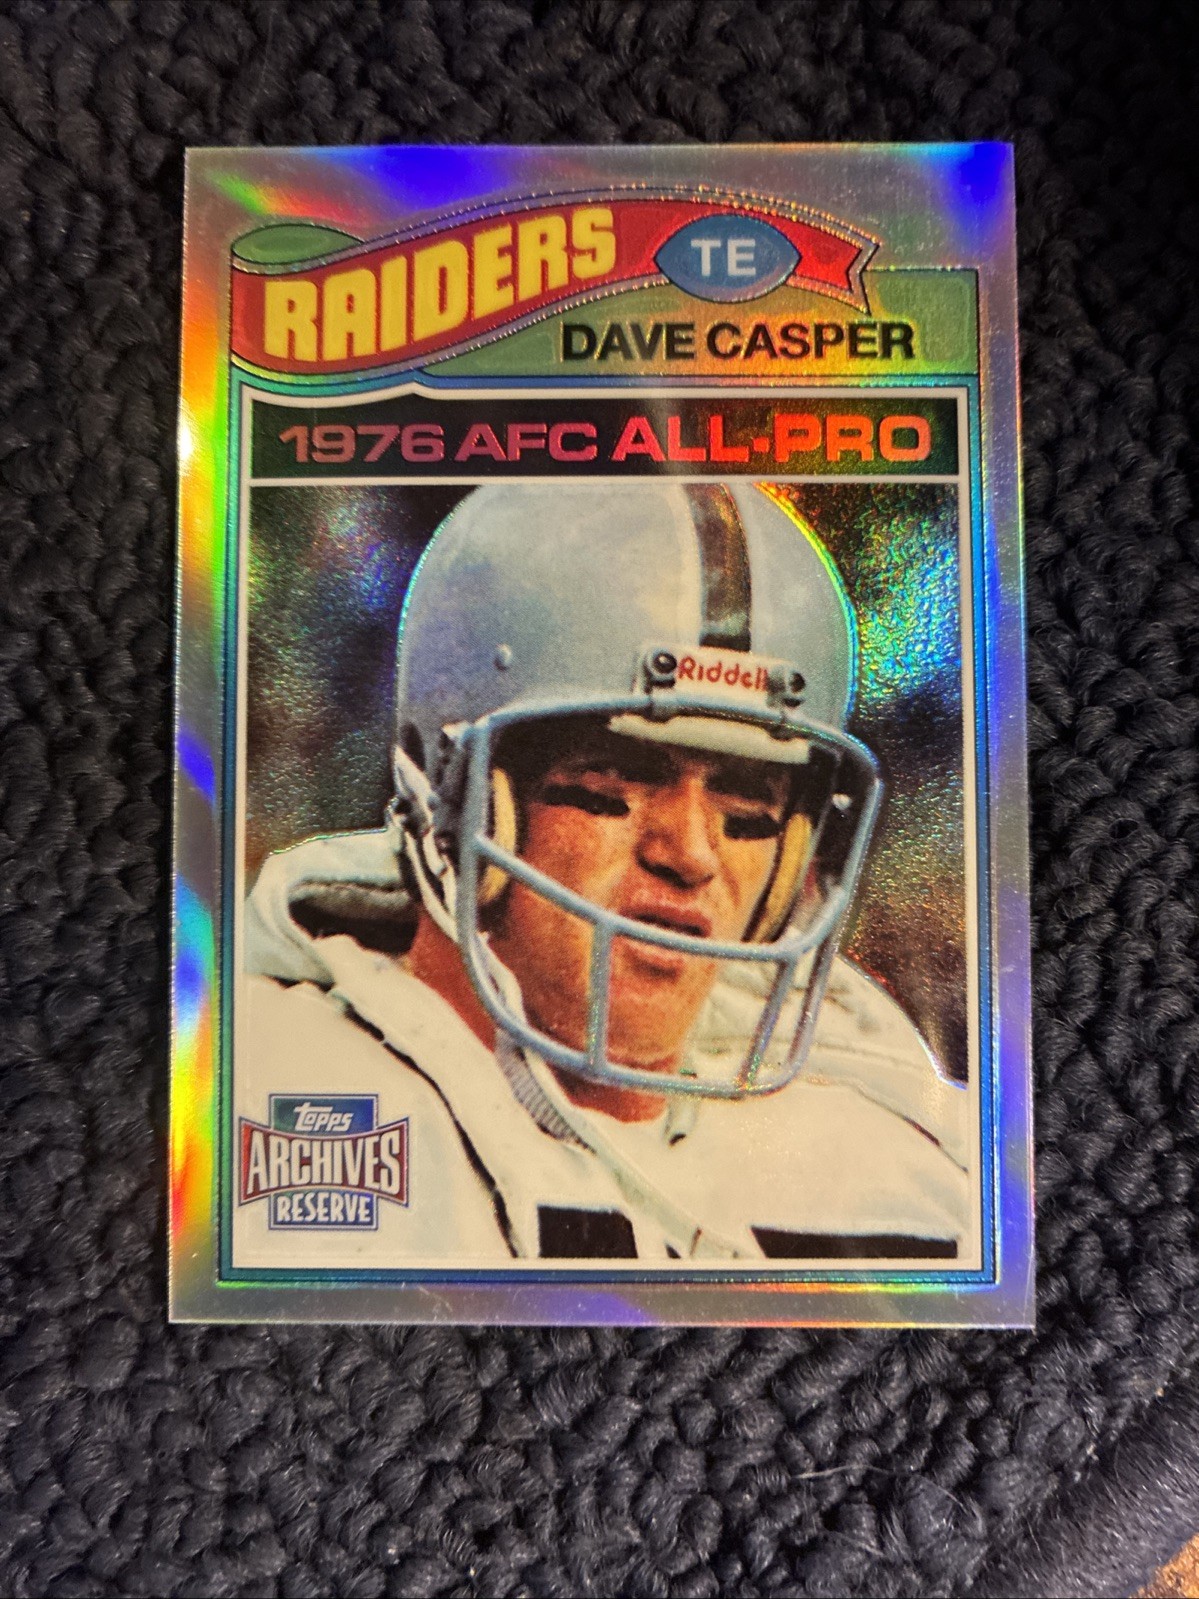 RAIDERS
TE
DAVE CASPER
1976 AFC ALL-PRO
Riddell
Topps
ARCHIVES
RESERVE